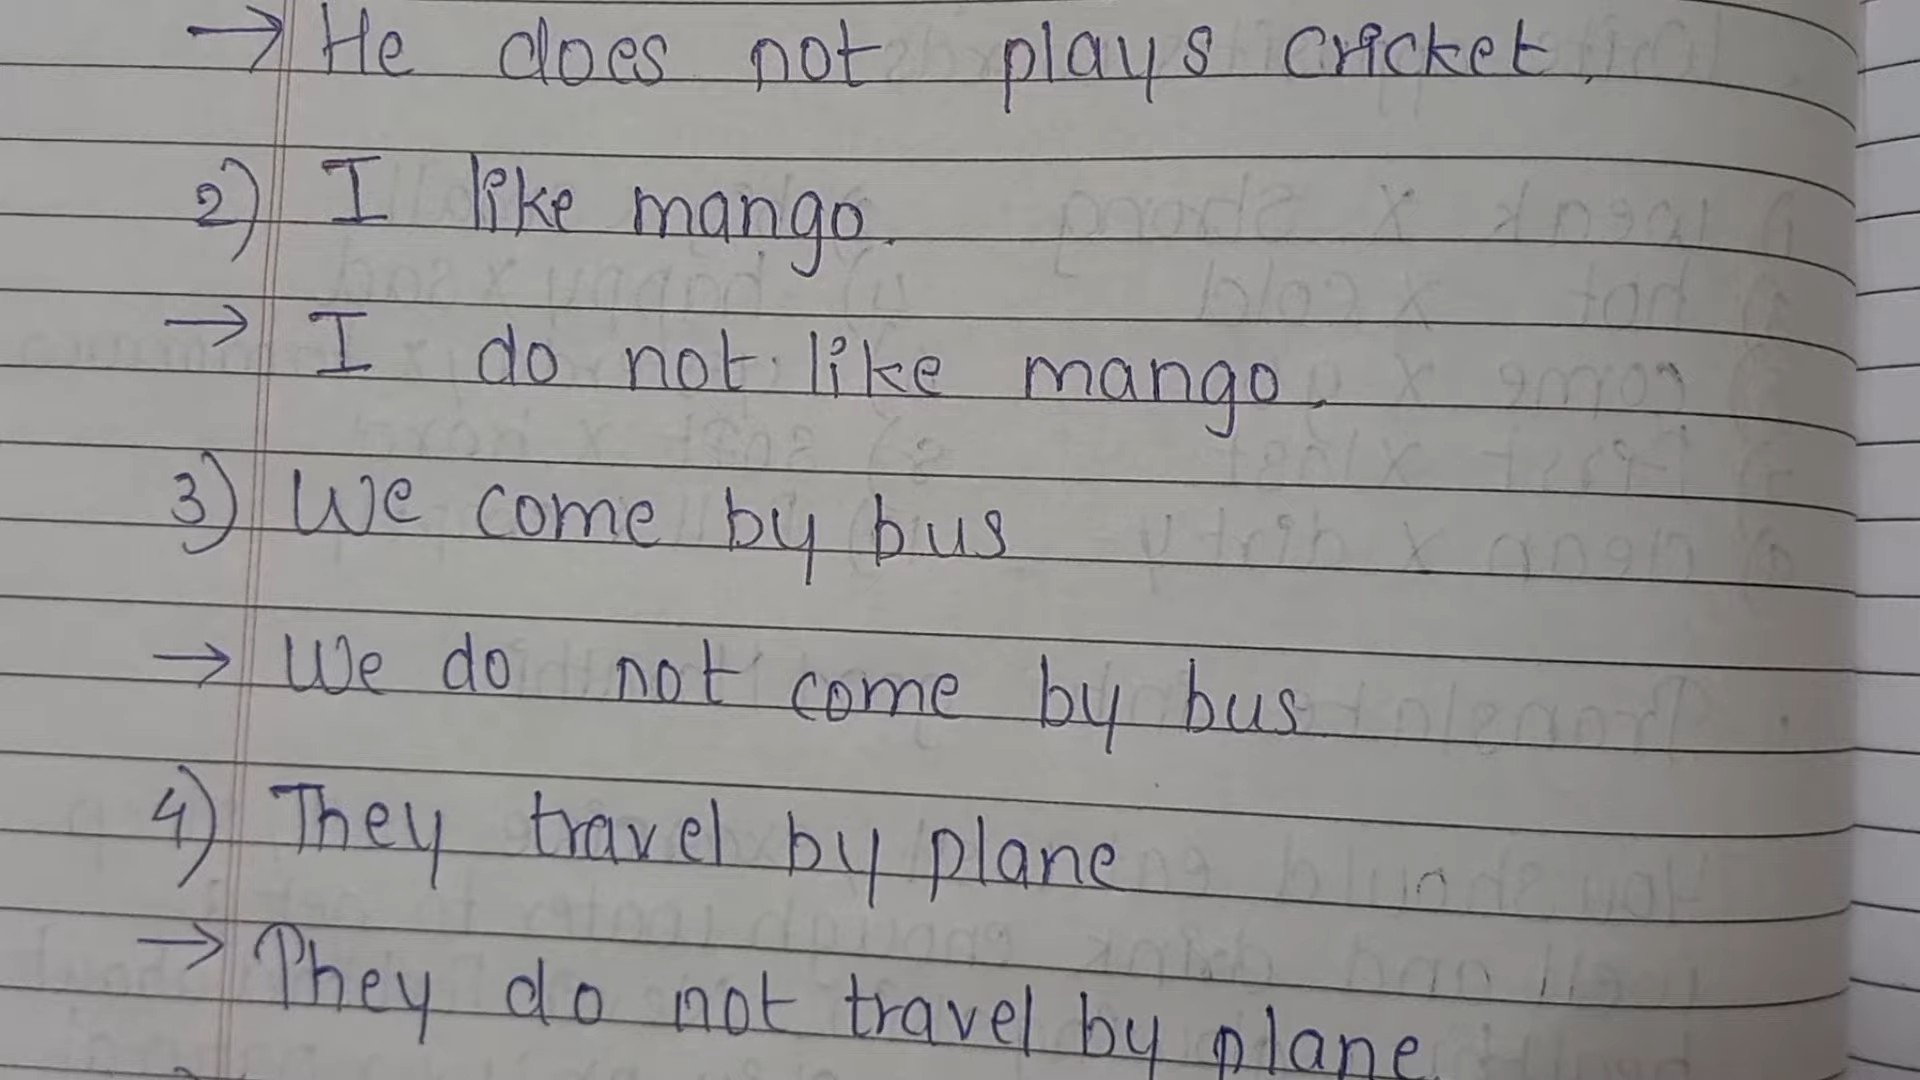 → He does not plays cricket.
2) I like mango.
→ I do not like mango.
3) We come by bus
→ We do not come by bus
4) They travel by plane
→ They do not travel by plane.